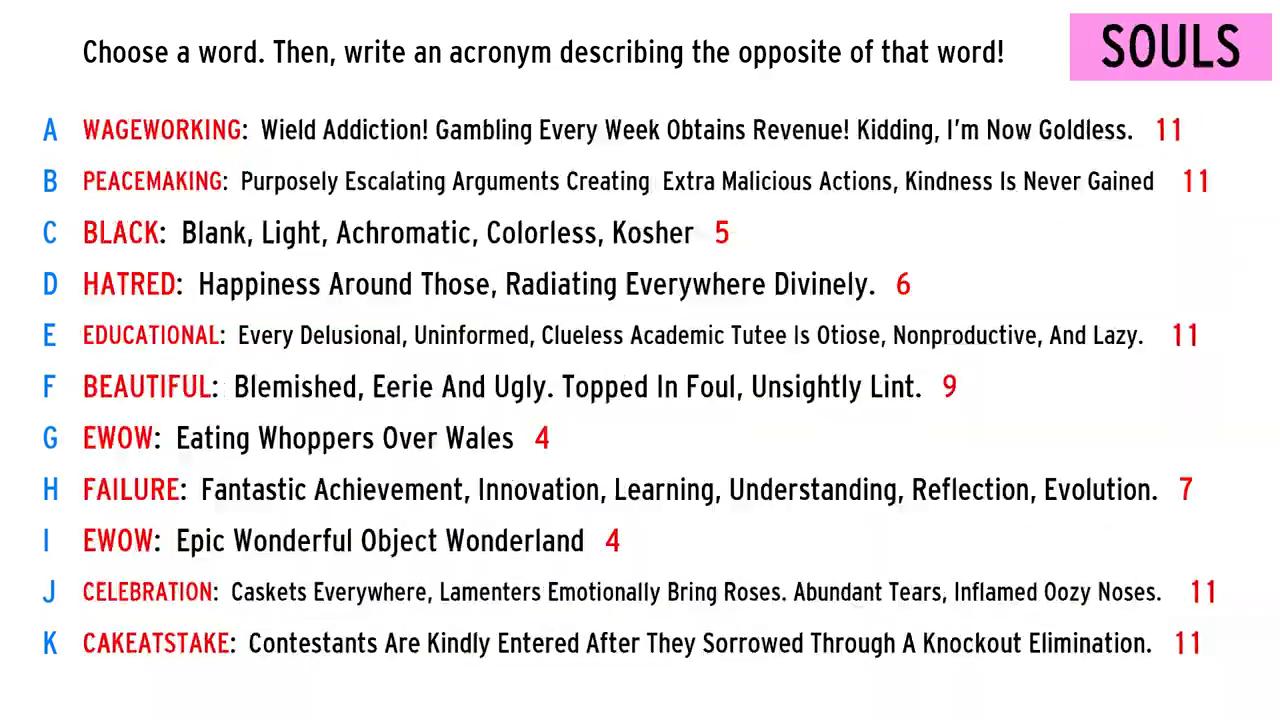 Choose a word. Then, write an acronym describing the opposite of that word!
SOULS
A WAGEWORKING: Wield Addiction! Gambling Every Week Obtains Revenue! Kidding, I'm Now Goldless. 11
B PEACEMAKING: Purposely Escalating Arguments Creating Extra Malicious Actions, Kindness Is Never Gained 11
C BLACK: Blank, Light, Achromatic, Colorless, Kosher 5
D HATRED: Happiness Around Those, Radiating Everywhere Divinely. 6
E EDUCATIONAL: Every Delusional, Uninformed, Clueless Academic Tutee Is Otiose, Nonproductive, And Lazy. 11
F BEAUTIFUL: Blemished, Eerie And Ugly. Topped In Foul, Unsightly Lint. 9
G EWOW: Eating Whoppers Over Wales 4
H FAILURE: Fantastic Achievement, Innovation, Learning, Understanding, Reflection, Evolution. 7
I EWOW: Epic Wonderful Object Wonderland 4
J CELEBRATION: Caskets Everywhere, Lamenters Emotionally Bring Roses. Abundant Tears, Inflamed Oozy Noses. 11
K CAKEATSTAKE: Contestants Are Kindly Entered After They Sorrowed Through A Knockout Elimination. 11